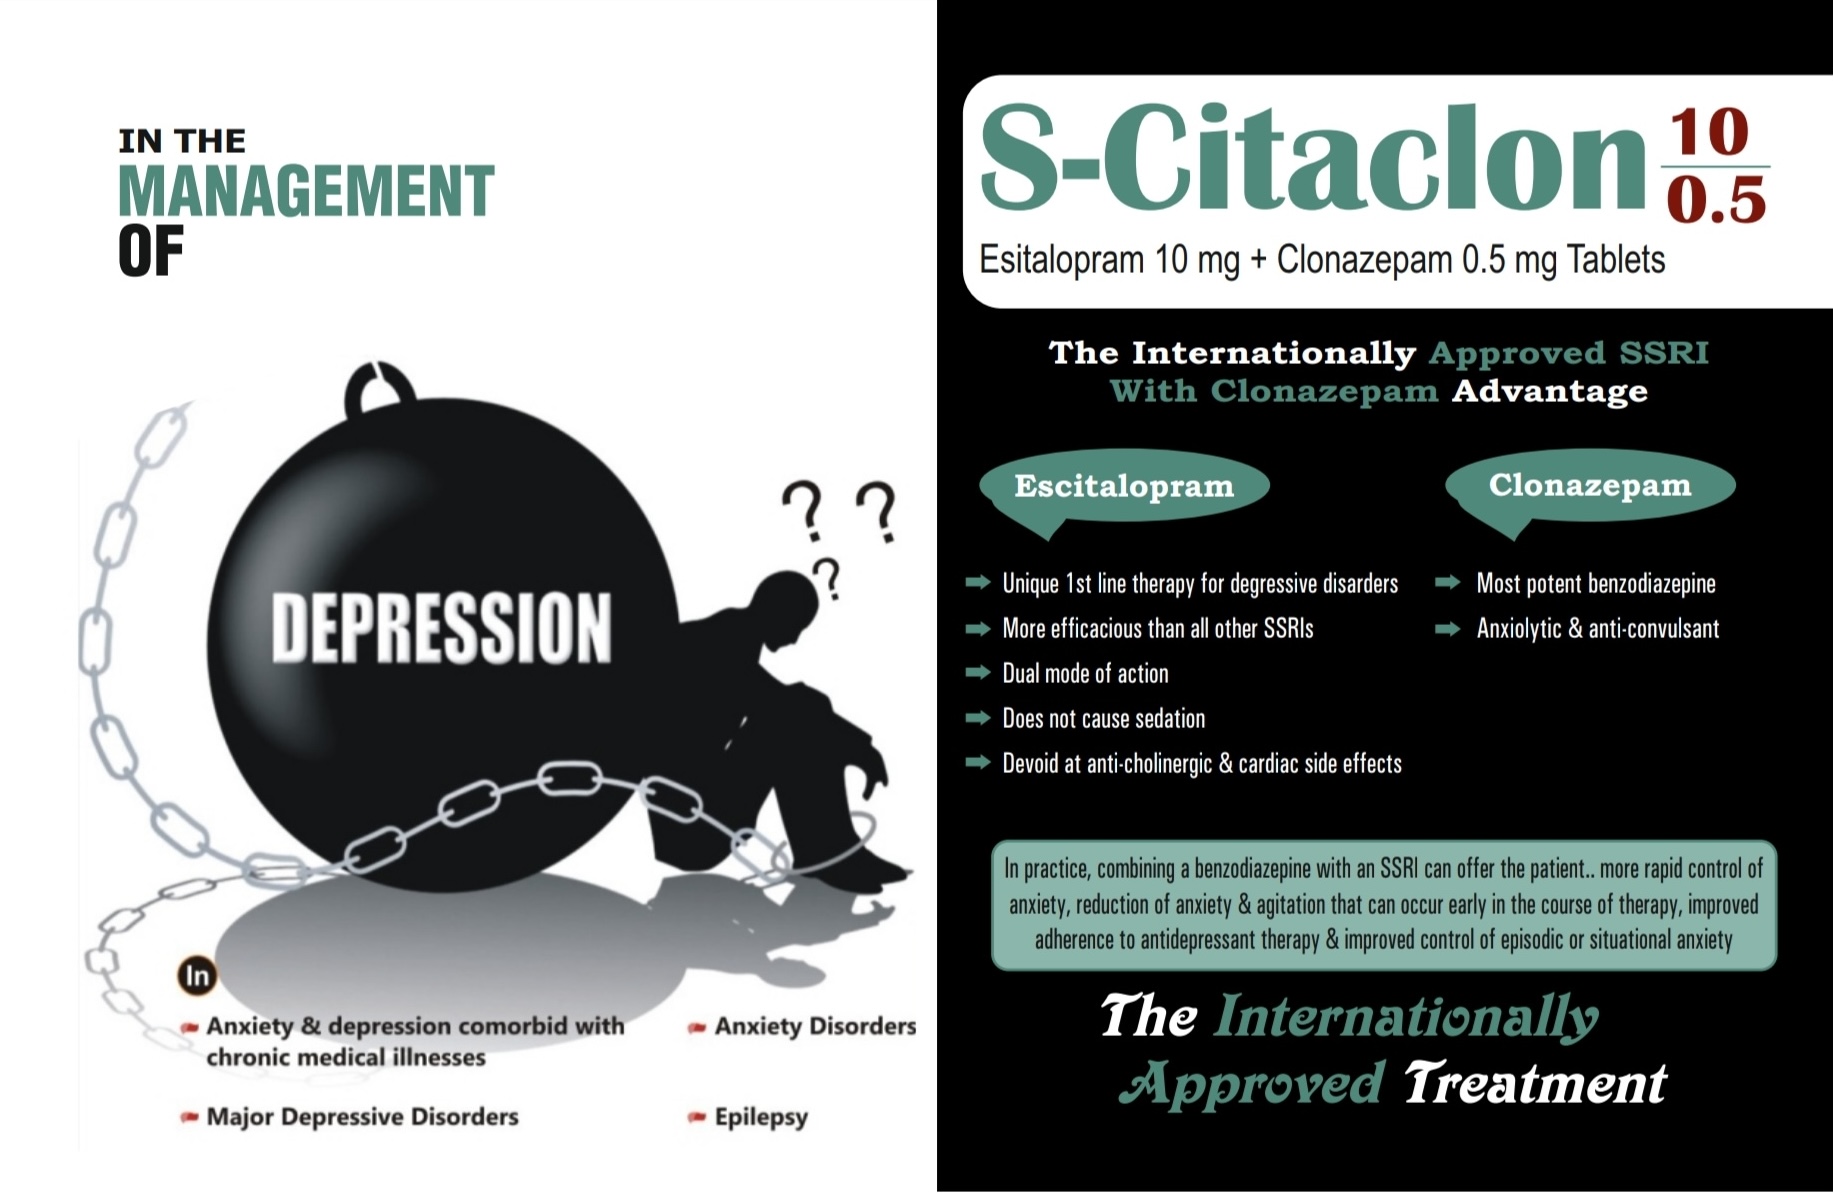 IN THE
MANAGEMENT
OF
? ?
?
DEPRESSION
In
Anxiety & depression comorbid with
chronic medical illnesses
Major Depressive Disorders
Anxiety Disorders
Epilepsy
S-Citaclon 10
0.5
Esitalopram 10 mg + Clonazepam 0.5 mg Tablets
The Internationally Approved SSRI
With Clonazepam Advantage
Escitalopram
Unique 1st line therapy for degressive disarders
More efficacious than all other SSRIs
Dual mode of action
Does not cause sedation
Devoid at anti-cholinergic & cardiac side effects
Clonazepam
Most potent benzodiazepine
Anxiolytic & anti-convulsant
In practice, combining a benzodiazepine with an SSRI can offer the patient.. more rapid control of
anxiety, reduction of anxiety & agitation that can occur early in the course of therapy, improved
adherence to antidepressant therapy & improved control of episodic or situational anxiety
The Internationally
Approved Treatment